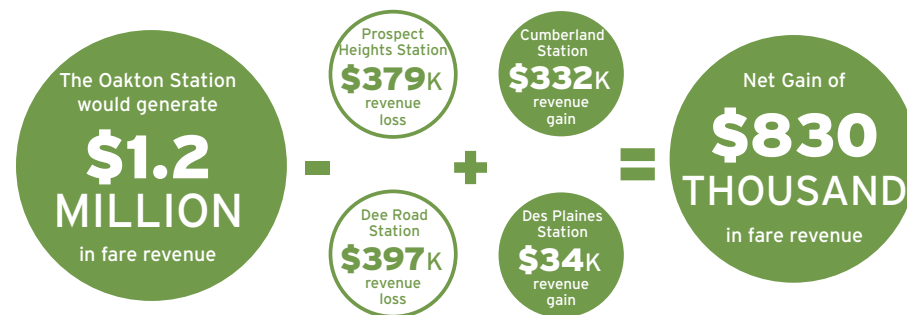 The Oakton Station
would generate
$1.2
MILLION
in fare revenue
-
Prospect
Heights Station
$379K
revenue
loss
Dee Road
Station
$397K
revenue
loss
+
Cumberland
Station
$332K
revenue
gain
Des Plaines
Station
$34K
revenue
gain
=
Net Gain of
$830
THOUSAND
in fare revenue